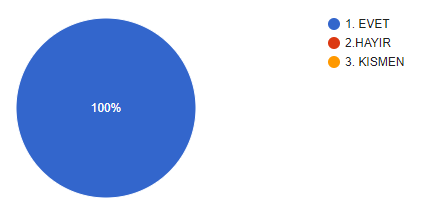 1. EVET
2.HAYIR
3. KISMEN
100%